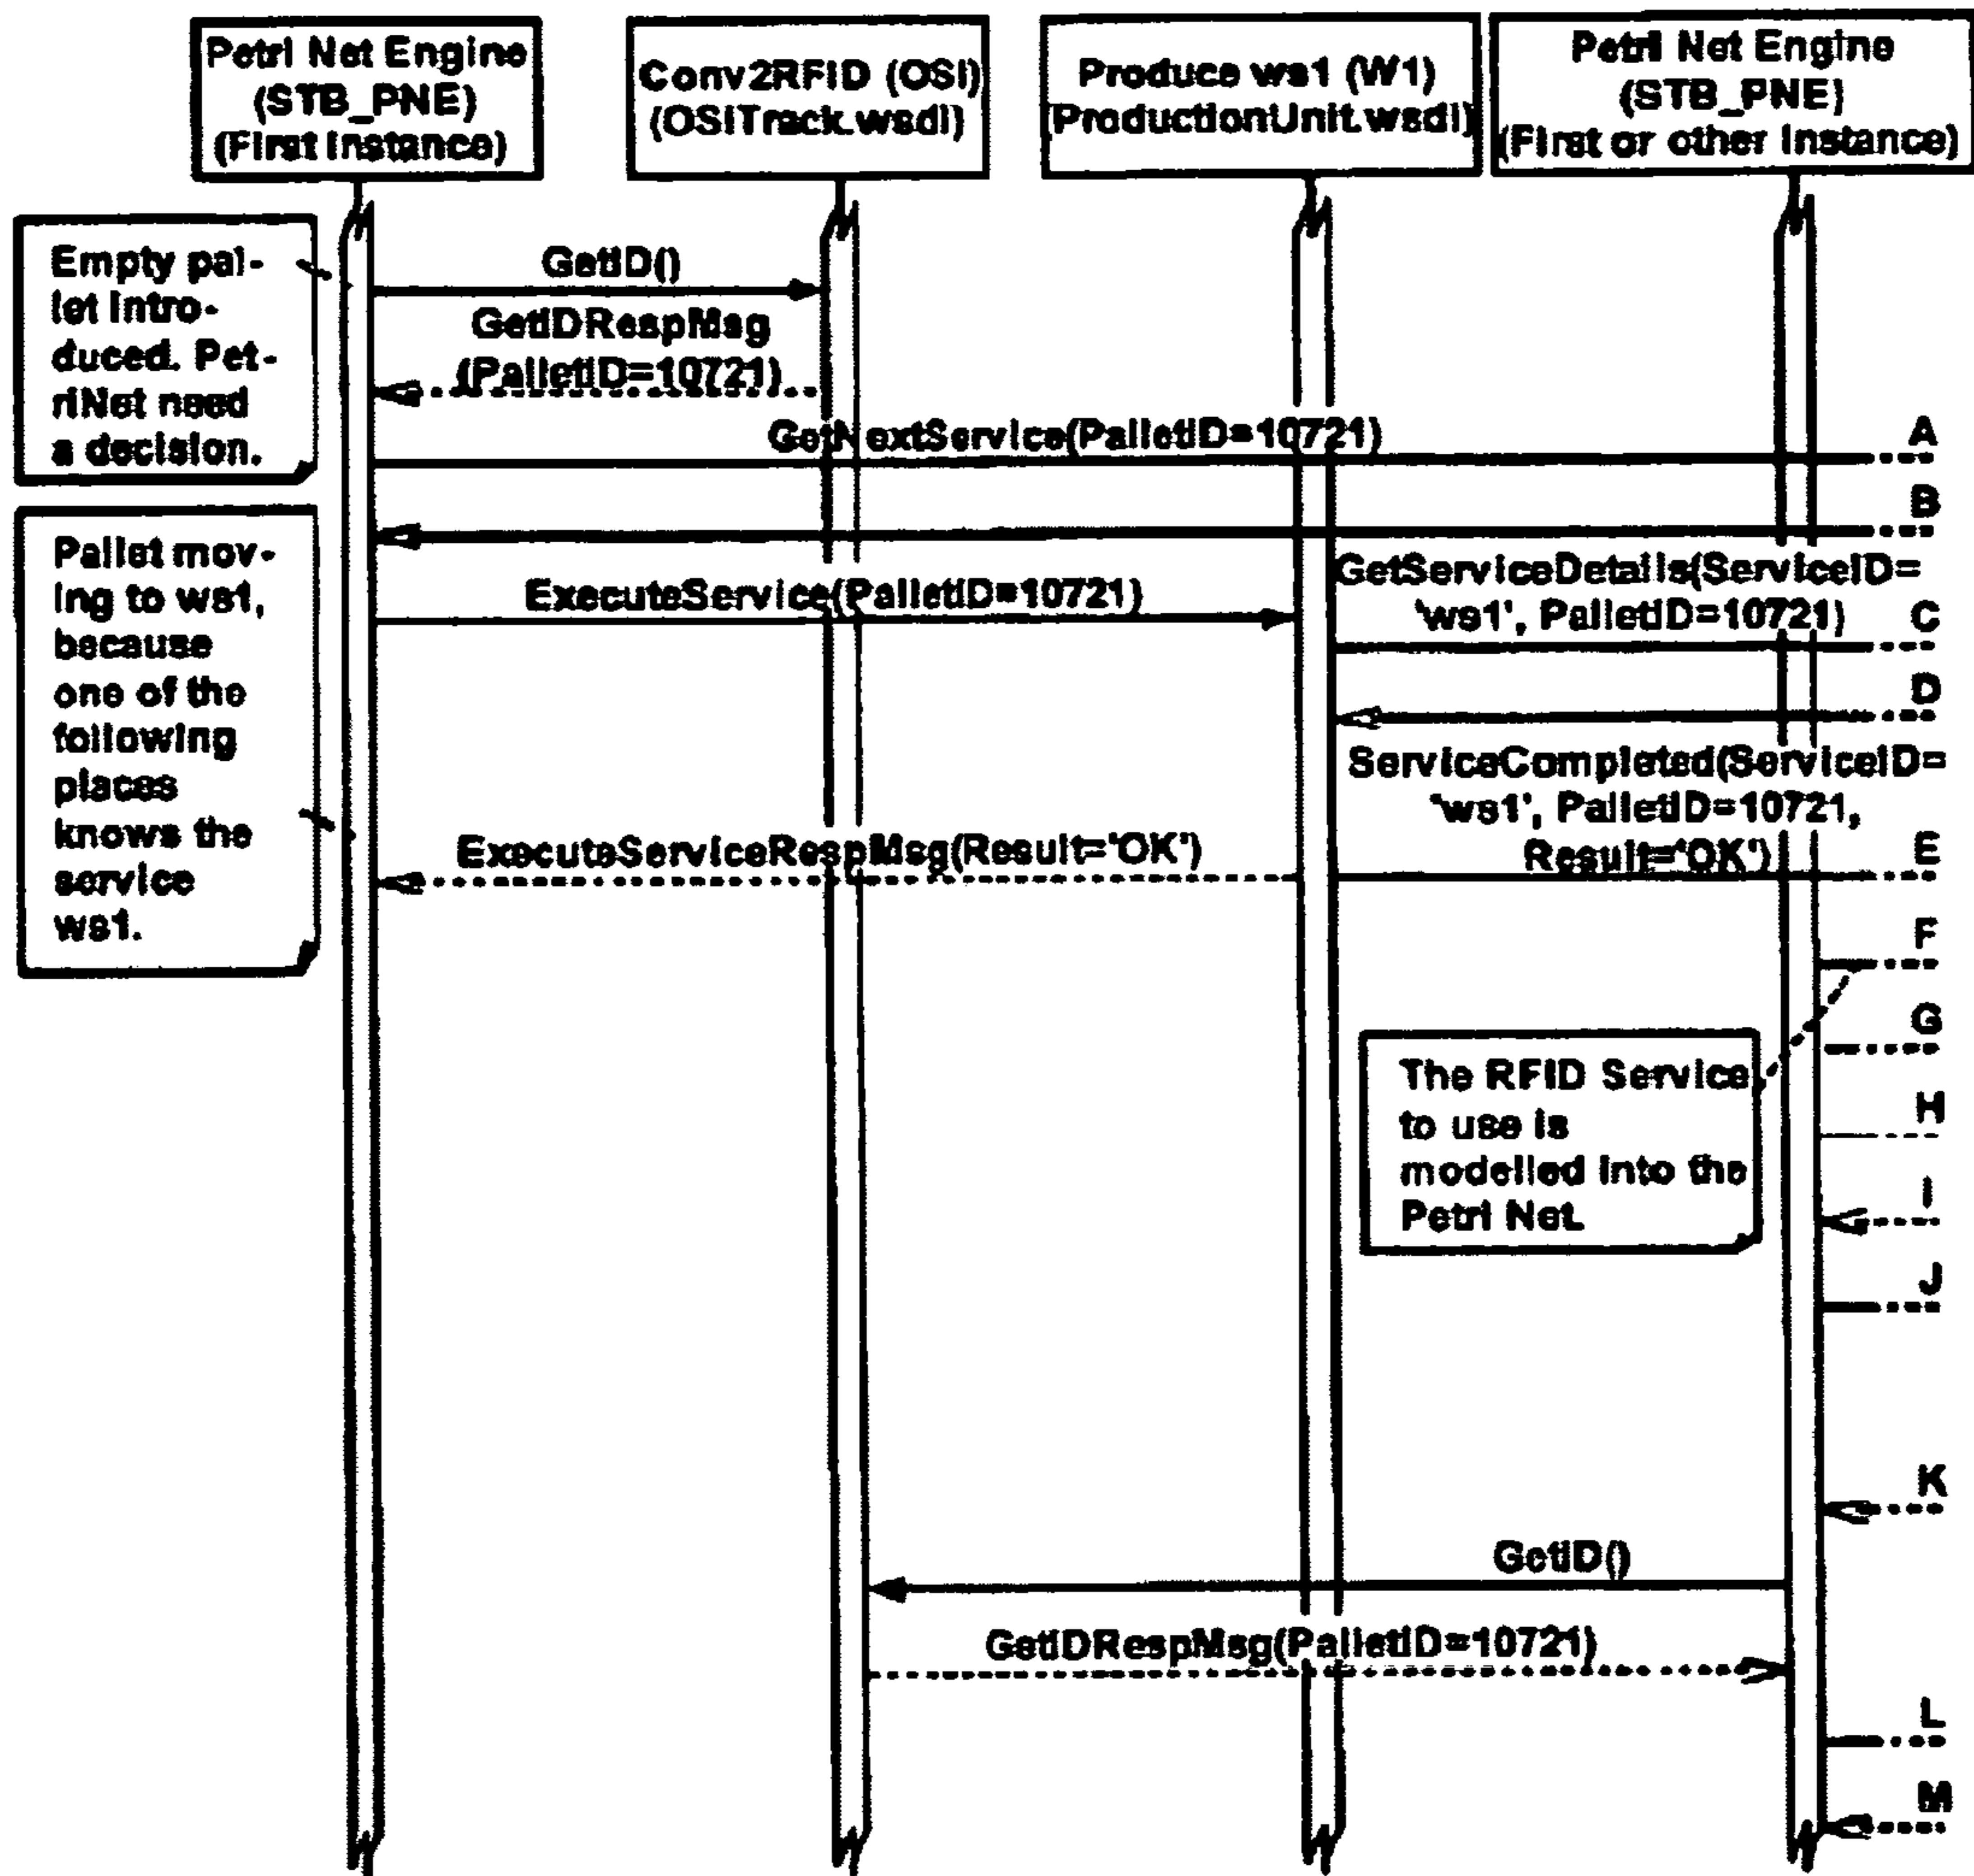 Petri Net Engine
(STB_PNE)
(First Instance)
Conv2RFID (OSI)
(OSITrack.wsdl)
Produce ws1 (W1)
(ProductionUnit.wsdl)
Petri Net Engine
(STB_PNE)
(First or other Instance)
Empty pal-
let intro-
duced. Pet-
riNet need
a decision.
GetID()
GetIDRespMsg
(PalletID=10721)
GetNextService(PalletID=10721)
A
B
Pallet mov-
ing to ws1,
because
one of the
following
places
knows the
service
ws1.
ExecuteService(PalletID=10721)
GetServiceDetails(ServiceID=
'ws1', PalletID=10721)
C
D
ServiceCompleted(ServiceID=
'ws1', PalletID=10721,
Result='OK')
E
ExecuteServiceRespMsg(Result='OK')
F
G
The RFID Service
to use is
modelled into the
Petri Net.
H
I
J
K
GetID()
GetIDRespMsg(PalletID=10721)
L
M